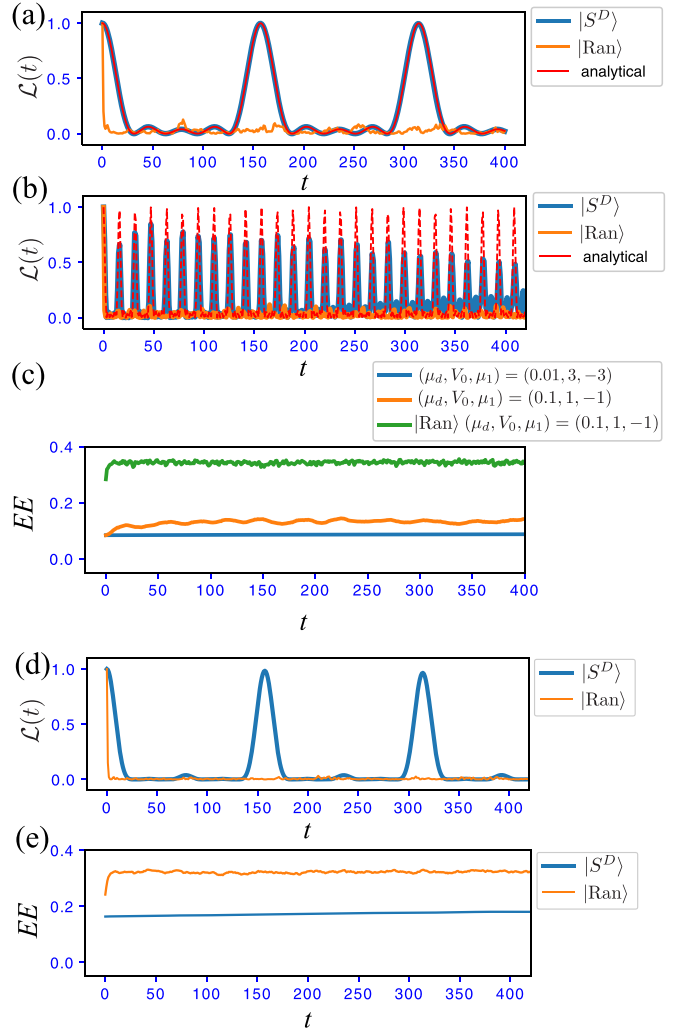 (a)
1.0
0.5
0.0
ℒ(t)
0 50 100 150 200 250 300 350 400
t
|S^D⟩
|Ran⟩
analytical
(b)
1.0
0.5
0.0
ℒ(t)
0 50 100 150 200 250 300 350 400
t
|S^D⟩
|Ran⟩
analytical
(c)
(μ_d, V_0, μ_1) = (0.01, 3, −3)
(μ_d, V_0, μ_1) = (0.1, 1, −1)
|Ran⟩ (μ_d, V_0, μ_1) = (0.1, 1, −1)
0.4
0.2
0.0
EE
0 50 100 150 200 250 300 350 400
t
(d)
1.0
0.5
0.0
ℒ(t)
0 50 100 150 200 250 300 350 400
t
|S^D⟩
|Ran⟩
(e)
0.4
0.2
0.0
EE
0 50 100 150 200 250 300 350 400
t
|S^D⟩
|Ran⟩